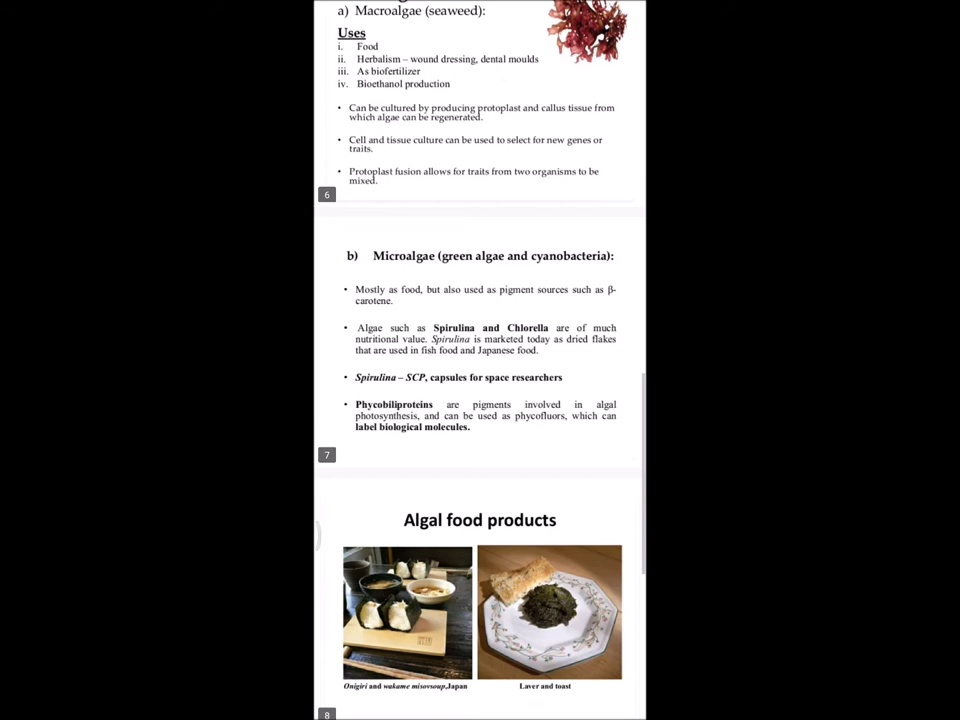 a) Macroalgae (seaweed):
Uses
i. Food
ii. Herbalism – wound dressing, dental moulds
iii. As biofertilizer
iv. Bioethanol production
• Can be cultured by producing protoplast and callus tissue from
which algae can be regenerated.
• Cell and tissue culture can be used to select for new genes or
traits.
• Protoplast fusion allows for traits from two organisms to be
mixed.
6
b) Microalgae (green algae and cyanobacteria):
• Mostly as food, but also used as pigment sources such as β-
carotene.
• Algae such as Spirulina and Chlorella are of much
nutritional value. Spirulina is marketed today as dried flakes
that are used in fish food and Japanese food.
• Spirulina – SCP, capsules for space researchers
• Phycobiliproteins are pigments involved in algal
photosynthesis, and can be used as phycofluors, which can
label biological molecules.
7
Algal food products
Onigiri and wakame misovsoup,Japan
Laver and toast
8